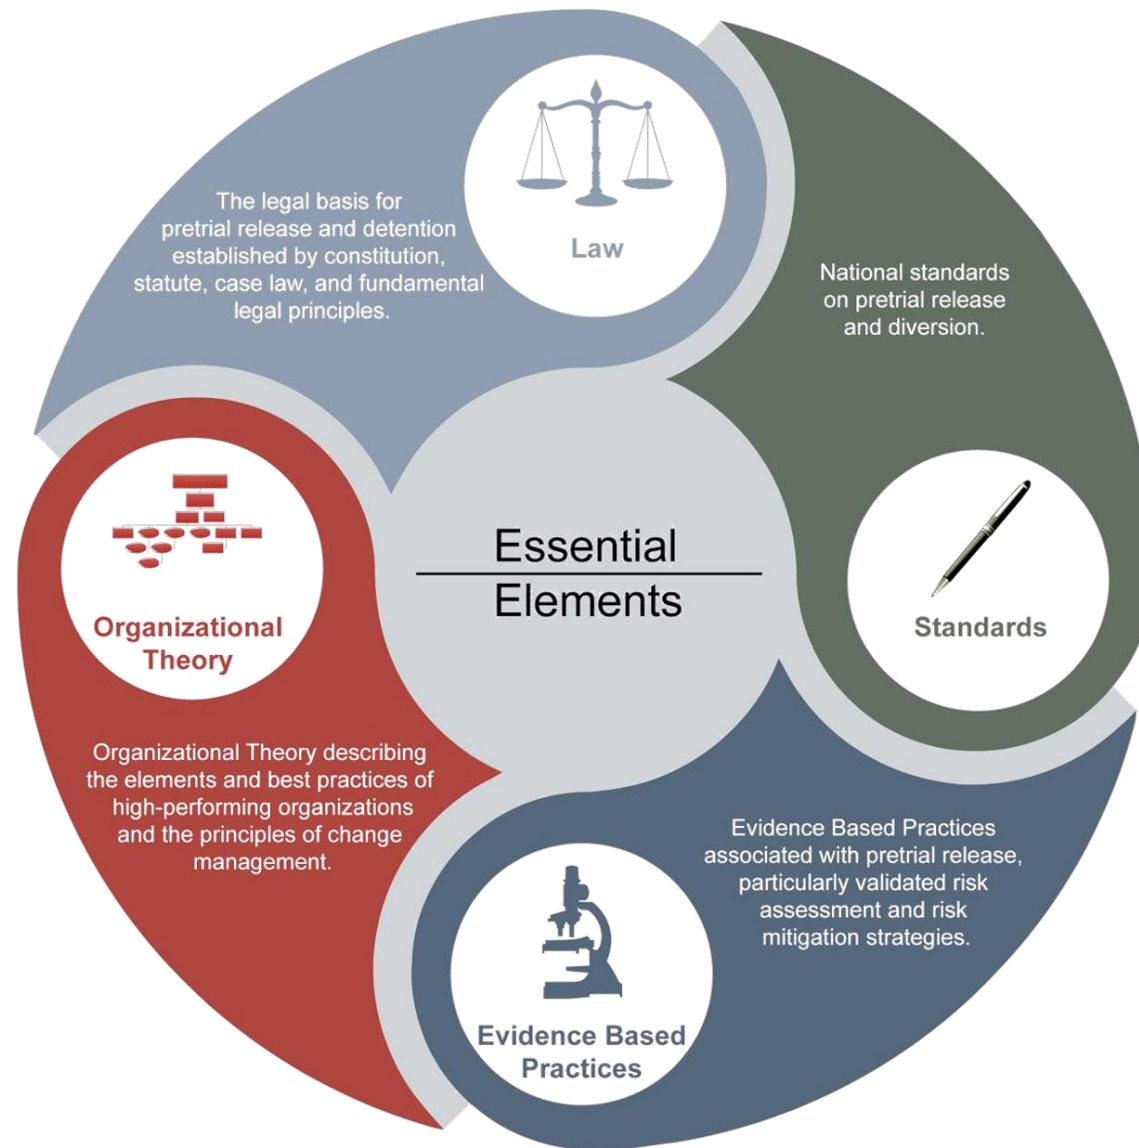 The legal basis for
pretrial release and detention
established by constitution,
statute, case law, and fundamental
legal principles.
Law
National standards
on pretrial release
and diversion.
Standards
Essential
Elements
Organizational
Theory
Organizational Theory describing
the elements and best practices of
high-performing organizations
and the principles of change
management.
Evidence Based Practices
associated with pretrial release,
particularly validated risk
assessment and risk
mitigation strategies.
Evidence Based
Practices